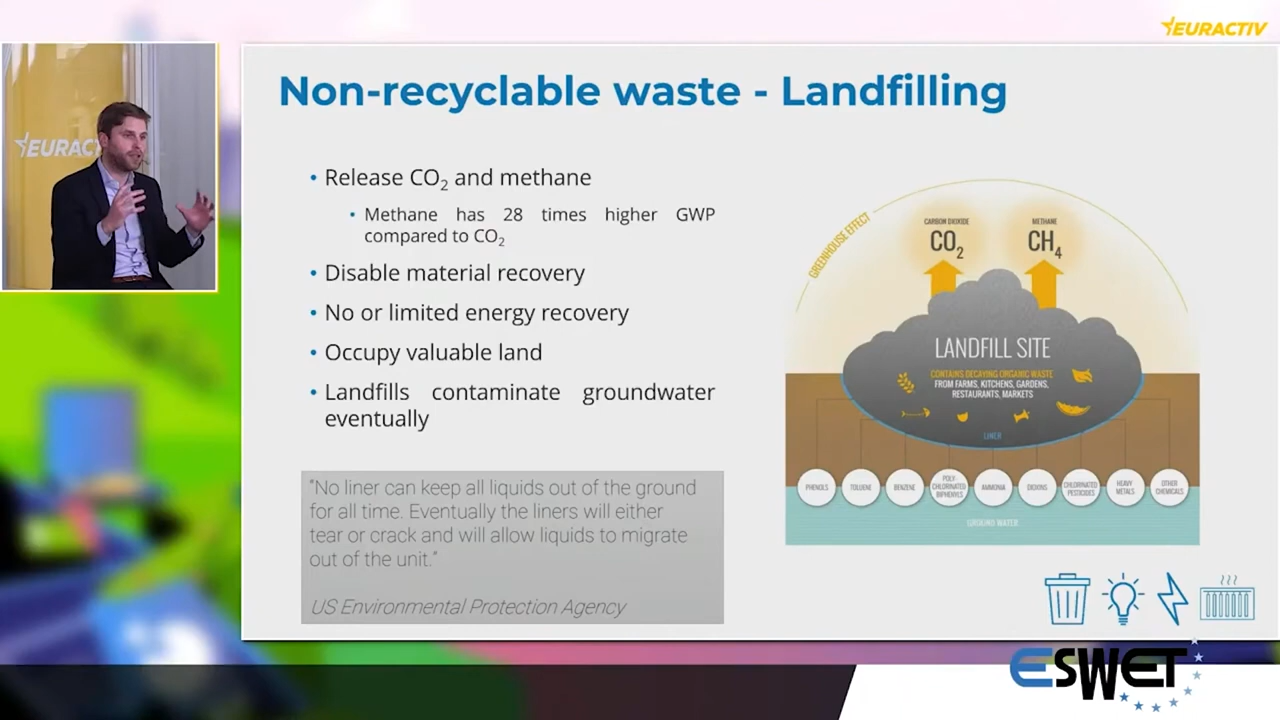 EURACTIV
EURAC
Non-recyclable waste - Landfilling
• Release CO₂ and methane
• Methane has 28 times higher GWP
compared to CO₂
• Disable material recovery
• No or limited energy recovery
• Occupy valuable land
• Landfills contaminate groundwater
eventually
"No liner can keep all liquids out of the ground
for all time. Eventually the liners will either
tear or crack and will allow liquids to migrate
out of the unit."
US Environmental Protection Agency
GREENHOUSE EFFECT
CARBON DIOXIDE
CO₂
METHANE
CH₄
LANDFILL SITE
CONTAINS DECAYING ORGANIC WASTE
FROM FARMS, KITCHENS, GARDENS,
RESTAURANTS, MARKETS
LINER
PHENOLS
TOLUENE
BENZENE
POLY-
CHLORINATED
BIPHENYLS
AMMONIA
DIOXINS
CHLORINATED
PESTICIDES
HEAVY
METALS
OTHER
CHEMICALS
GROUND WATER
ESWET